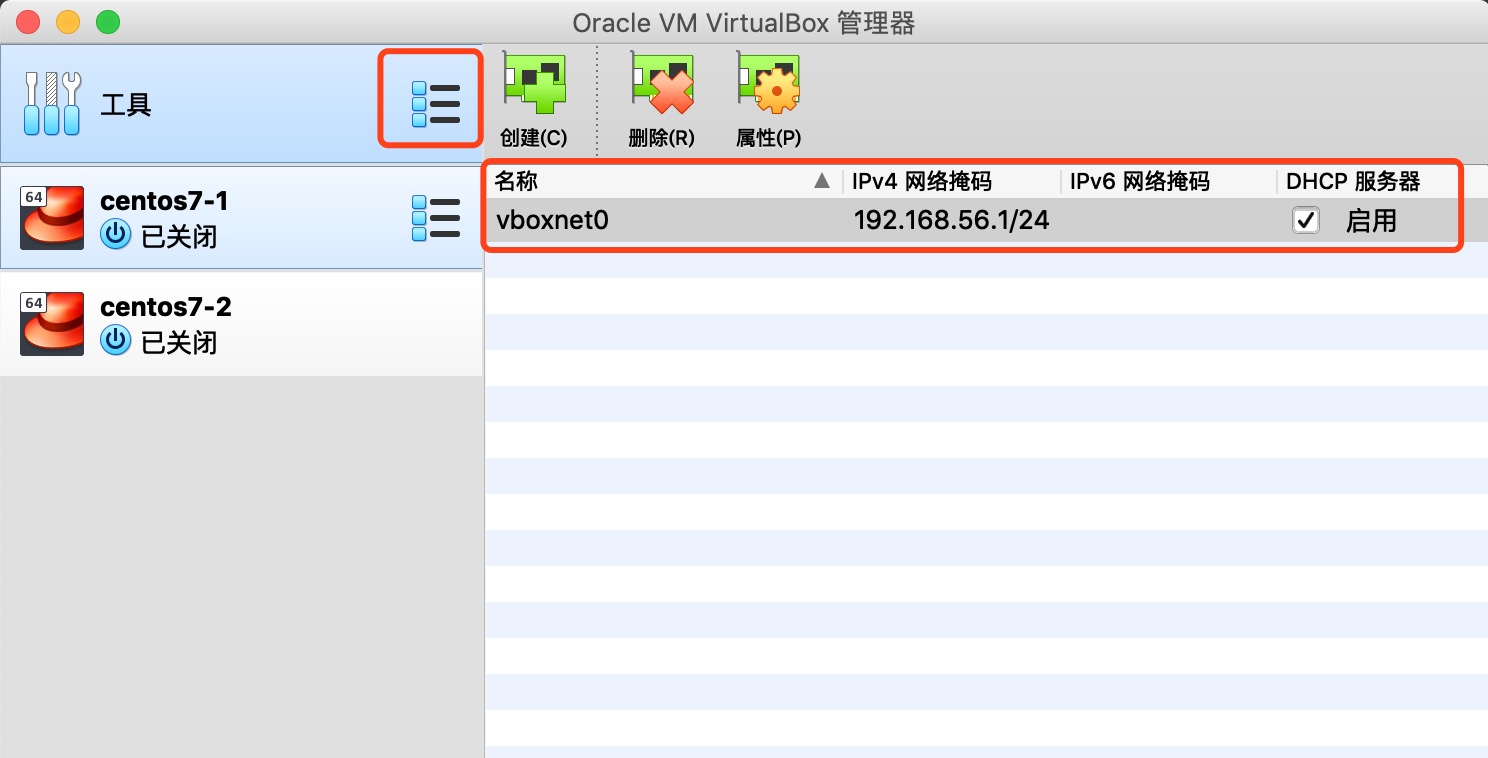 Oracle VM VirtualBox 管理器
工具
创建(C)
删除(R)
属性(P)
名称
IPv4 网络掩码
IPv6 网络掩码
DHCP 服务器
vboxnet0
192.168.56.1/24
启用
64
centos7-1
已关闭
64
centos7-2
已关闭